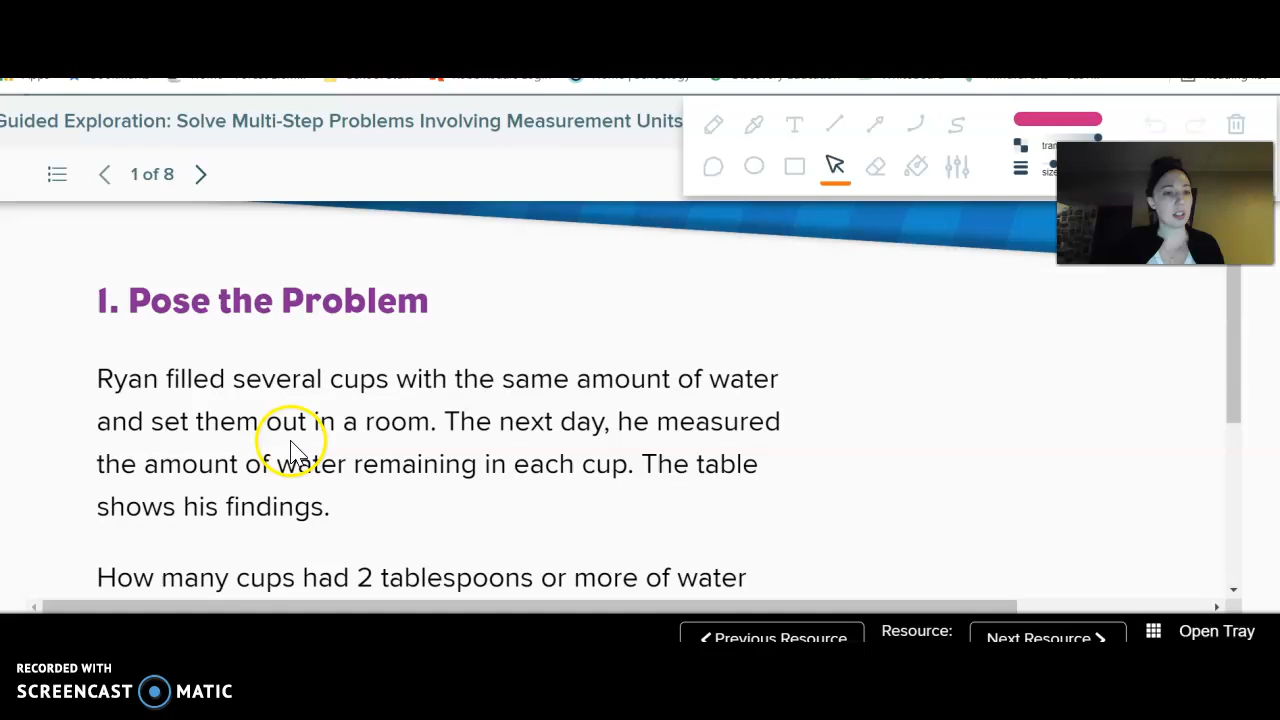 Guided Exploration: Solve Multi-Step Problems Involving Measurement Units
1 of 8
size
1. Pose the Problem
Ryan filled several cups with the same amount of water
and set them out in a room. The next day, he measured
the amount of water remaining in each cup. The table
shows his findings.
How many cups had 2 tablespoons or more of water
Previous Resource
Resource:
Next Resource
Open Tray
RECORDED WITH
SCREENCAST MATIC